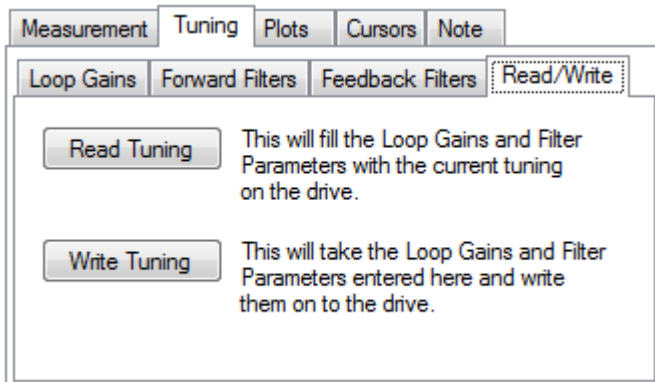 Measurement Tuning Plots Cursors Note
Loop Gains Forward Filters Feedback Filters Read/Write
Read Tuning
This will fill the Loop Gains and Filter
Parameters with the current tuning
on the drive.
Write Tuning
This will take the Loop Gains and Filter
Parameters entered here and write
them on to the drive.